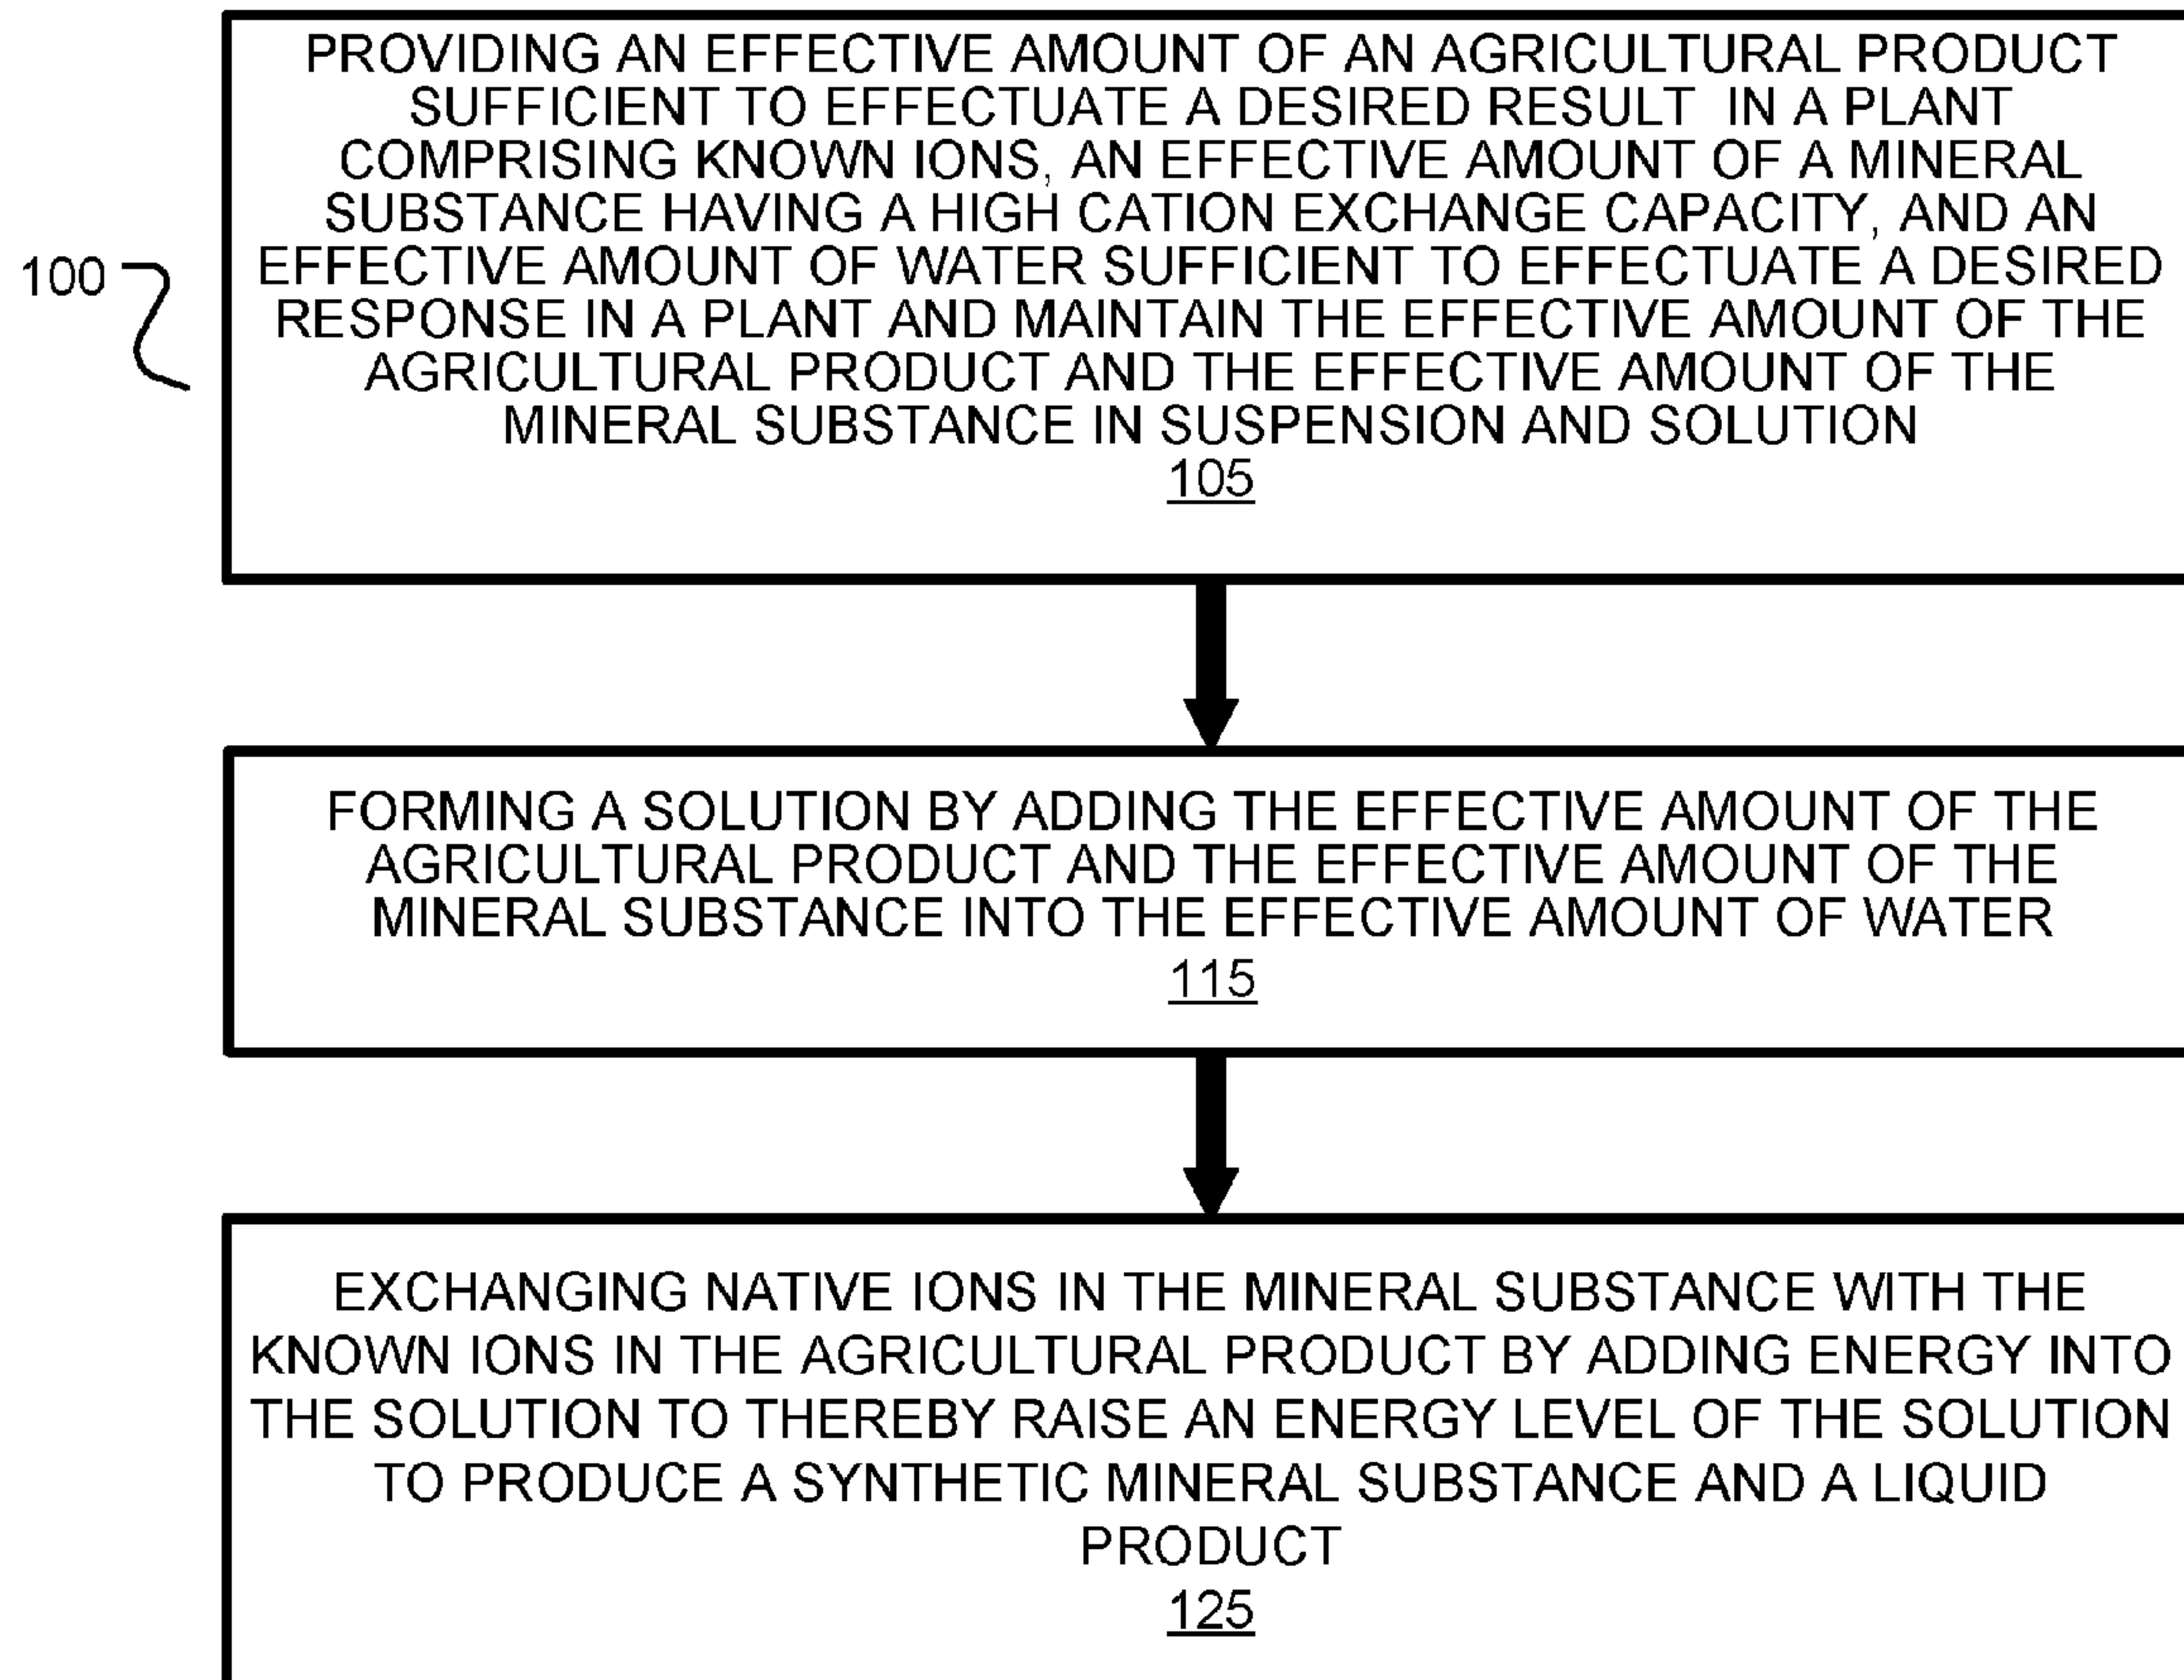 PROVIDING AN EFFECTIVE AMOUNT OF AN AGRICULTURAL PRODUCT
SUFFICIENT TO EFFECTUATE A DESIRED RESULT IN A PLANT
COMPRISING KNOWN IONS, AN EFFECTIVE AMOUNT OF A MINERAL
SUBSTANCE HAVING A HIGH CATION EXCHANGE CAPACITY, AND AN
EFFECTIVE AMOUNT OF WATER SUFFICIENT TO EFFECTUATE A DESIRED
RESPONSE IN A PLANT AND MAINTAIN THE EFFECTIVE AMOUNT OF THE
AGRICULTURAL PRODUCT AND THE EFFECTIVE AMOUNT OF THE
MINERAL SUBSTANCE IN SUSPENSION AND SOLUTION
105
100
FORMING A SOLUTION BY ADDING THE EFFECTIVE AMOUNT OF THE
AGRICULTURAL PRODUCT AND THE EFFECTIVE AMOUNT OF THE
MINERAL SUBSTANCE INTO THE EFFECTIVE AMOUNT OF WATER
115
EXCHANGING NATIVE IONS IN THE MINERAL SUBSTANCE WITH THE
KNOWN IONS IN THE AGRICULTURAL PRODUCT BY ADDING ENERGY INTO
THE SOLUTION TO THEREBY RAISE AN ENERGY LEVEL OF THE SOLUTION
TO PRODUCE A SYNTHETIC MINERAL SUBSTANCE AND A LIQUID
PRODUCT
125